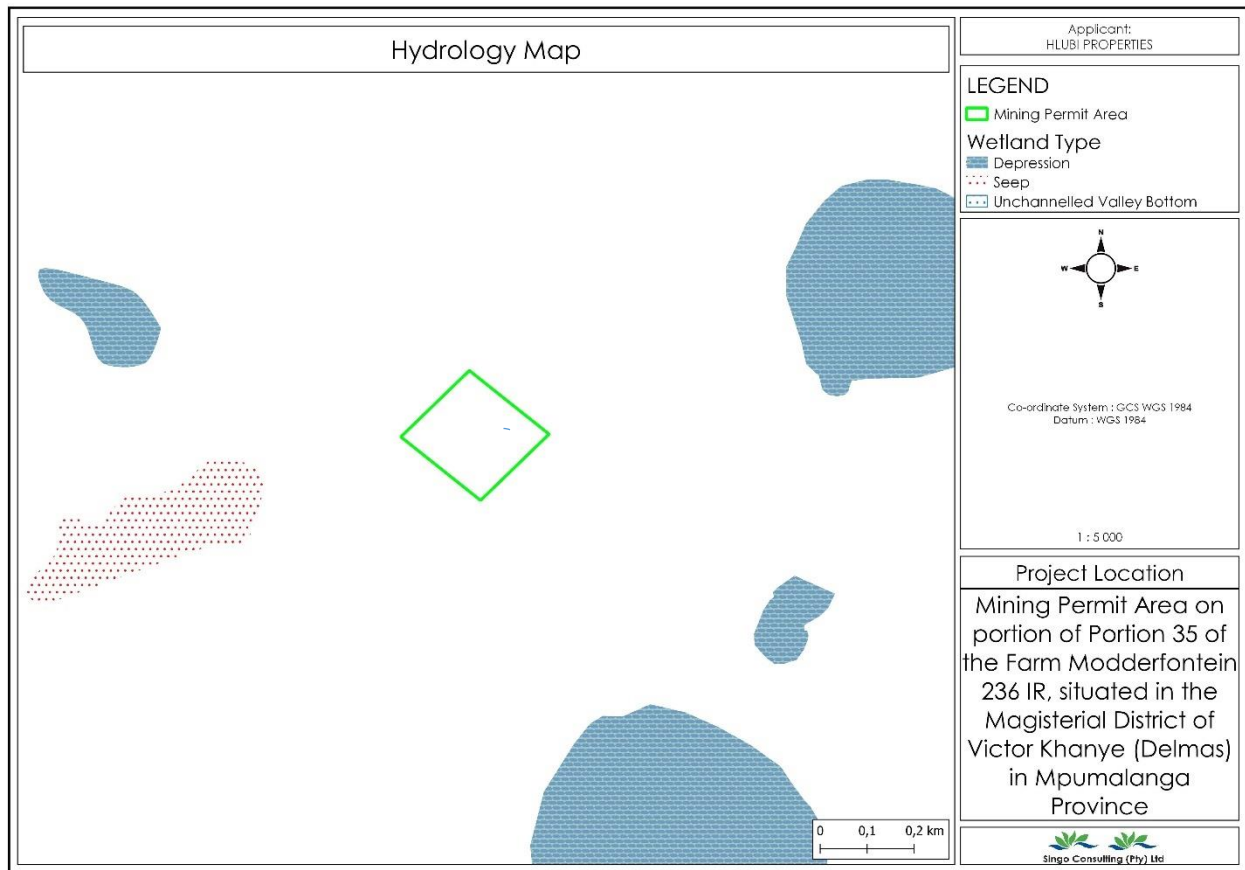 Hydrology Map
Applicant:
HLUBI PROPERTIES
LEGEND
Mining Permit Area
Wetland Type
Depression
Seep
Unchannelled Valley Bottom
N
W E
S
Co-ordinate System : GCS WGS 1984
Datum : WGS 1984
1 : 5 000
Project Location
Mining Permit Area on
portion of Portion 35 of
the Farm Modderfontein
236 IR, situated in the
Magisterial District of
Victor Khanye (Delmas)
in Mpumalanga
Province
0 0,1 0,2 km
Singo Consulting (Pty) Ltd